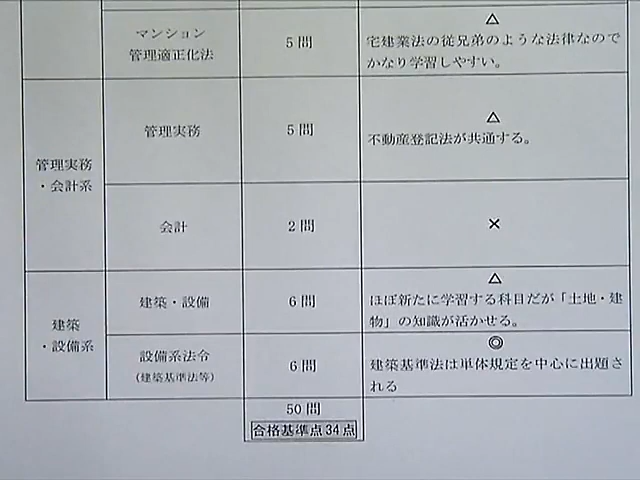 マンション
管理適正化法
5問
△
宅建業法の従兄弟のような法律なので
かなり学習しやすい。
管理実務
・会計系
管理実務
5問
△
不動産登記法が共通する。
会計
2問
×
建築
・設備系
建築・設備
6問
△
ほぼ新たに学習する科目だが「土地・建
物」の知識が活かせる。
設備系法令
(建築基準法等)
6問
◎
建築基準法は単体規定を中心に出題さ
れる
50問
合格基準点34点